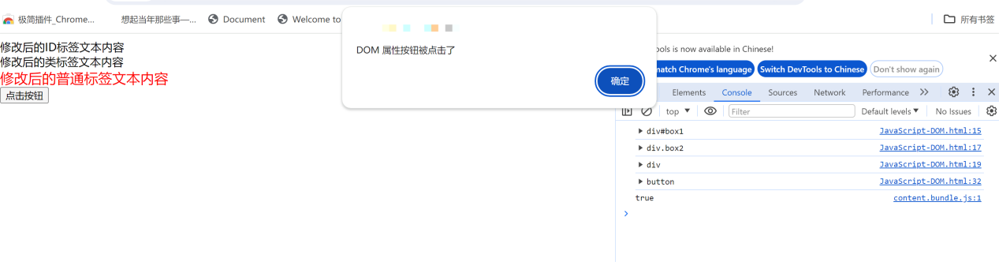 极简插件_Chrome...
想起当年那些事—...
Document
Welcome to
所有书签
修改后的ID标签文本内容
修改后的类标签文本内容
修改后的普通标签文本内容
点击按钮
DOM 属性按钮被点击了
确定
ools is now available in Chinese!
match Chrome's language
Switch DevTools to Chinese
Don't show again
Elements
Console
Sources
Network
Performance
top
Filter
Default levels
No Issues
div#box1 JavaScript-DOM.html:15
div.box2 JavaScript-DOM.html:17
div JavaScript-DOM.html:19
button JavaScript-DOM.html:32
true content.bundle.js:1